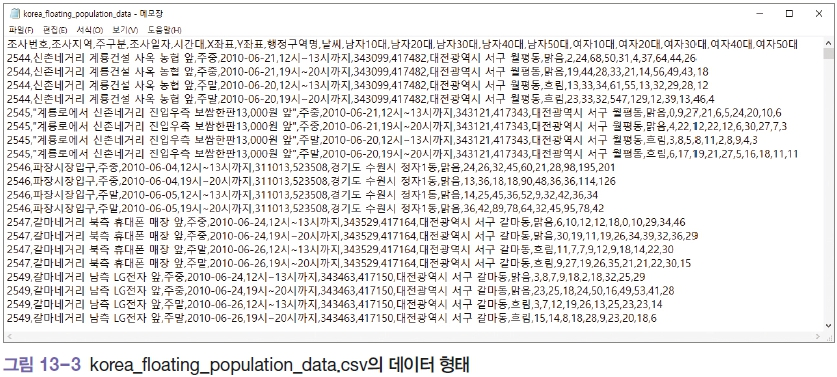 korea_floating_population_data - 메모장
파일(F) 편집(E) 서식(O) 보기(V) 도움말(H)
조사번호,조사지역,주구분,조사일자,시간대,X좌표,Y좌표,행정구역명,날씨,남자10대,남자20대,남자30대,남자40대,남자50대,여자10대,여자20대,여자30대,여자40대,여자50대
2544,신촌네거리 계룡건설 사옥 농협 앞,주중,2010-06-21,12시~13시까지,343099,417482,대전광역시 서구 월평동,맑음,2,24,68,50,31,4,37,64,44,26
2544,신촌네거리 계룡건설 사옥 농협 앞,주중,2010-06-21,19시~20시까지,343099,417482,대전광역시 서구 월평동,맑음,19,44,28,33,21,14,56,49,43,18
2544,신촌네거리 계룡건설 사옥 농협 앞,주말,2010-06-20,12시~13시까지,343099,417482,대전광역시 서구 월평동,흐림,13,33,34,61,55,13,32,29,28,12
2544,신촌네거리 계룡건설 사옥 농협 앞,주말,2010-06-20,19시~20시까지,343099,417482,대전광역시 서구 월평동,흐림,23,33,32,547,129,12,39,13,46,4
2545,"계룡로에서 신촌네거리 진입우측 보쌈한판13,000원 앞",주중,2010-06-21,12시~13시까지,343121,417343,대전광역시 서구 월평동,맑음,0,9,27,21,6,5,24,20,10,6
2545,"계룡로에서 신촌네거리 진입우측 보쌈한판13,000원 앞",주중,2010-06-21,19시~20시까지,343121,417343,대전광역시 서구 월평동,맑음,4,22,12,22,12,6,30,27,7,3
2545,"계룡로에서 신촌네거리 진입우측 보쌈한판13,000원 앞",주말,2010-06-20,12시~13시까지,343121,417343,대전광역시 서구 월평동,흐림,0,3,8,5,8,11,2,8,9,4,3
2545,"계룡로에서 신촌네거리 진입우측 보쌈한판13,000원 앞",주말,2010-06-20,19시~20시까지,343121,417343,대전광역시 서구 월평동,흐림,6,17,19,21,27,5,16,18,11,11
2546,파장시장입구,주중,2010-06-04,12시~13시까지,311013,523508,경기도 수원시 정자1동,맑음,24,26,32,45,60,21,28,98,195,201
2546,파장시장입구,주중,2010-06-04,19시~20시까지,311013,523508,경기도 수원시 정자1동,맑음,13,36,18,18,90,48,36,36,114,126
2546,파장시장입구,주말,2010-06-05,12시~13시까지,311013,523508,경기도 수원시 정자1동,맑음,14,25,45,36,52,9,32,42,36,34
2546,파장시장입구,주말,2010-06-05,19시~20시까지,311013,523508,경기도 수원시 정자1동,맑음,36,42,89,78,64,32,45,95,78,42
2547,갈마네거리 북측 휴대폰 매장 앞,주중,2010-06-24,12시~13시까지,343529,417164,대전광역시 서구 갈마동,맑음,6,10,12,12,18,0,10,29,34,46
2547,갈마네거리 북측 휴대폰 매장 앞,주중,2010-06-24,19시~20시까지,343529,417164,대전광역시 서구 갈마동,맑음,30,19,11,19,26,34,39,32,36,29
2547,갈마네거리 북측 휴대폰 매장 앞,주말,2010-06-26,12시~13시까지,343529,417164,대전광역시 서구 갈마동,흐림,11,7,7,9,12,9,18,14,22,30
2547,갈마네거리 북측 휴대폰 매장 앞,주말,2010-06-26,19시~20시까지,343529,417164,대전광역시 서구 갈마동,흐림,9,27,19,26,35,21,21,22,30,15
2549,갈마네거리 남측 LG전자 앞,주중,2010-06-24,12시~13시까지,343463,417150,대전광역시 서구 갈마동,맑음,3,8,7,9,18,2,18,32,25,29
2549,갈마네거리 남측 LG전자 앞,주중,2010-06-24,19시~20시까지,343463,417150,대전광역시 서구 갈마동,맑음,23,25,18,24,50,16,49,53,41,28
2549,갈마네거리 남측 LG전자 앞,주말,2010-06-26,12시~13시까지,343463,417150,대전광역시 서구 갈마동,흐림,3,7,12,19,26,13,25,23,23,14
2549,갈마네거리 남측 LG전자 앞,주말,2010-06-26,19시~20시까지,343463,417150,대전광역시 서구 갈마동,흐림,15,14,8,18,28,9,23,20,18,6
그림 13-3 korea_floating_population_data.csv의 데이터 형태